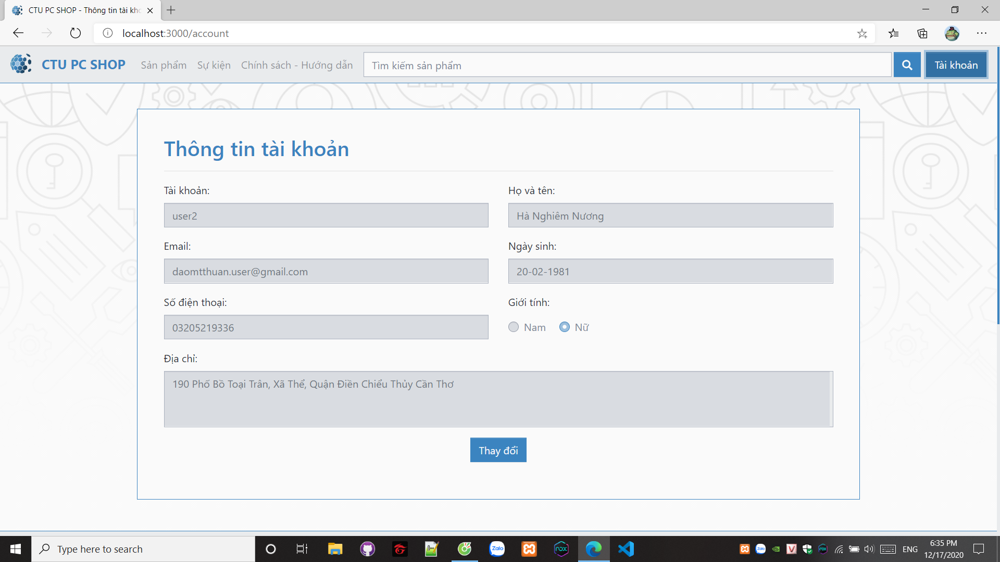 CTU PC SHOP - Thông tin tài kho
localhost:3000/account
CTU PC SHOP
Sản phẩm
Sự kiện
Chính sách - Hướng dẫn
Tìm kiếm sản phẩm
Tài khoản
Thông tin tài khoản
Tài khoản:
Họ và tên:
user2
Hà Nghiêm Nương
Email:
Ngày sinh:
daomtthuan.user@gmail.com
20-02-1981
Số điện thoại:
Giới tính:
03205219336
Nam
Nữ
Địa chỉ:
190 Phố Bồ Toại Trân, Xã Thể, Quận Điền Chiểu Thủy Cần Thơ
Thay đổi
Type here to search
Zalo
nox
ENG
6:35 PM
12/17/2020